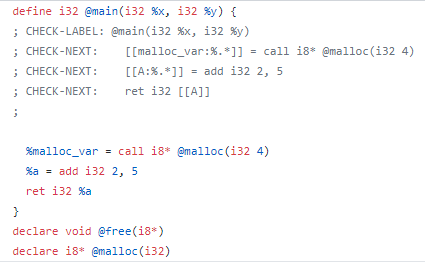 define i32 @main(i32 %x, i32 %y) {
; CHECK-LABEL: @main(i32 %x, i32 %y)
; CHECK-NEXT:    [[malloc_var:%.*]] = call i8* @malloc(i32 4)
; CHECK-NEXT:    [[A:%.*]] = add i32 2, 5
; CHECK-NEXT:    ret i32 [[A]]
;
  %malloc_var = call i8* @malloc(i32 4)
  %a = add i32 2, 5
  ret i32 %a
}
declare void @free(i8*)
declare i8* @malloc(i32)